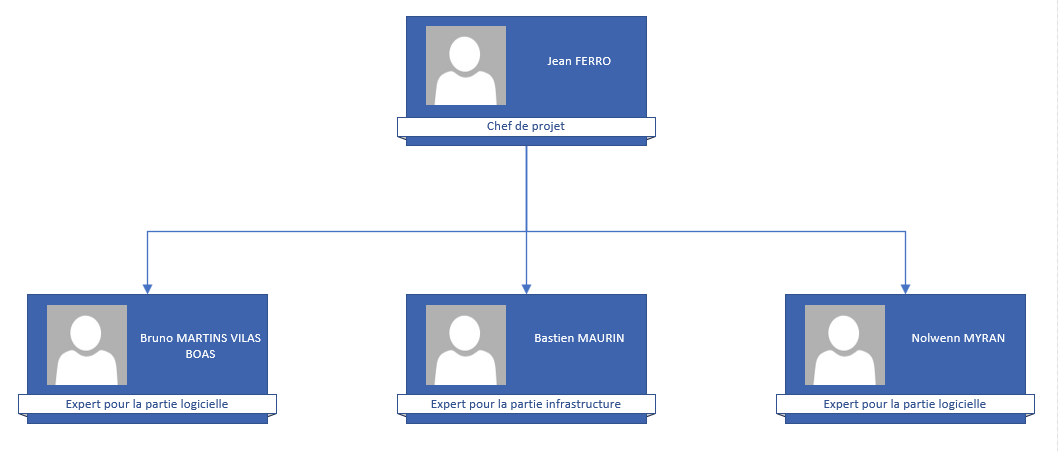 Jean FERRO
Chef de projet
Bruno MARTINS VILAS
BOAS
Expert pour la partie logicielle
Bastien MAURIN
Expert pour la partie infrastructure
Nolwenn MYRAN
Expert pour la partie logicielle